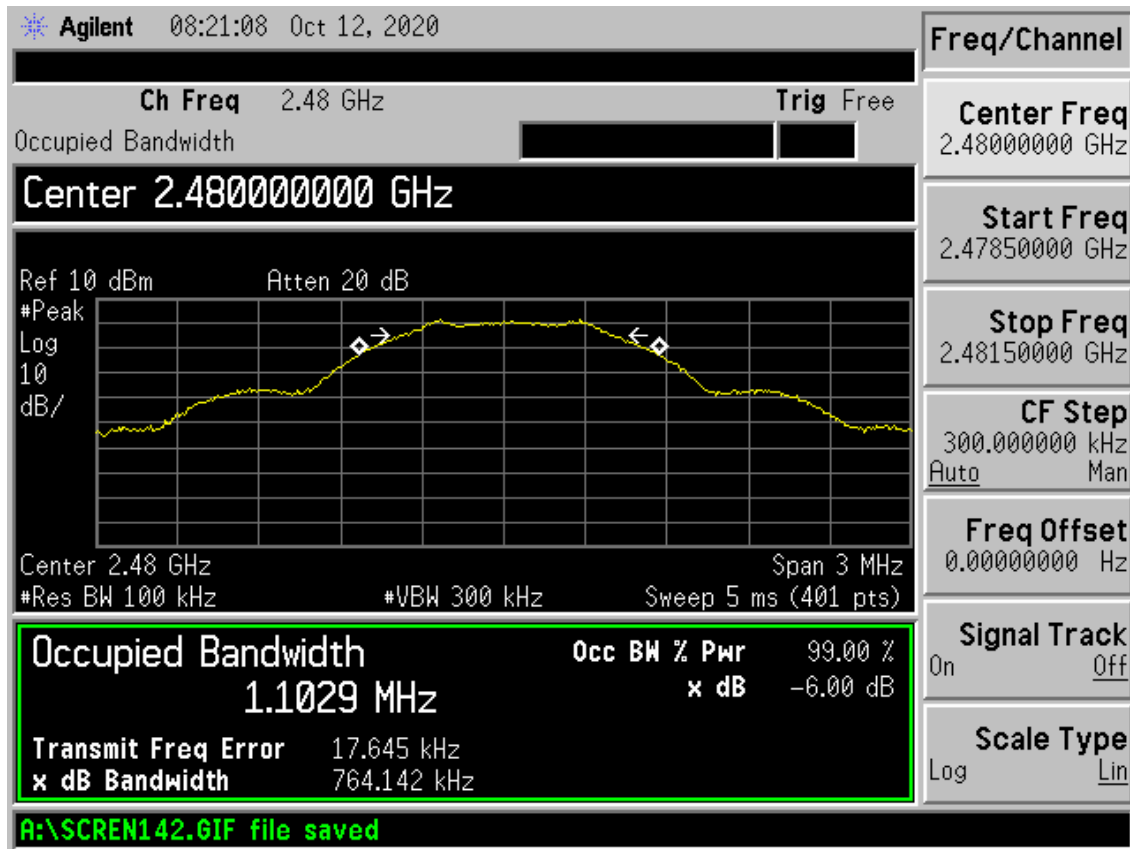 Agilent 08:21:08 Oct 12, 2020
Ch Freq 2.48 GHz Trig Free
Occupied Bandwidth
Center 2.480000000 GHz
Ref 10 dBm Atten 20 dB
#Peak
Log
10
dB/
Center 2.48 GHz Span 3 MHz
#Res BW 100 kHz #VBW 300 kHz Sweep 5 ms (401 pts)
Occupied Bandwidth Occ BW % Pwr 99.00 %
1.1029 MHz x dB -6.00 dB
Transmit Freq Error 17.645 kHz
x dB Bandwidth 764.142 kHz
A:\SCREN142.GIF file saved
Freq/Channel
Center Freq
2.48000000 GHz
Start Freq
2.47850000 GHz
Stop Freq
2.48150000 GHz
CF Step
300.000000 kHz
Auto Man
Freq Offset
0.00000000 Hz
Signal Track
On Off
Scale Type
Log Lin